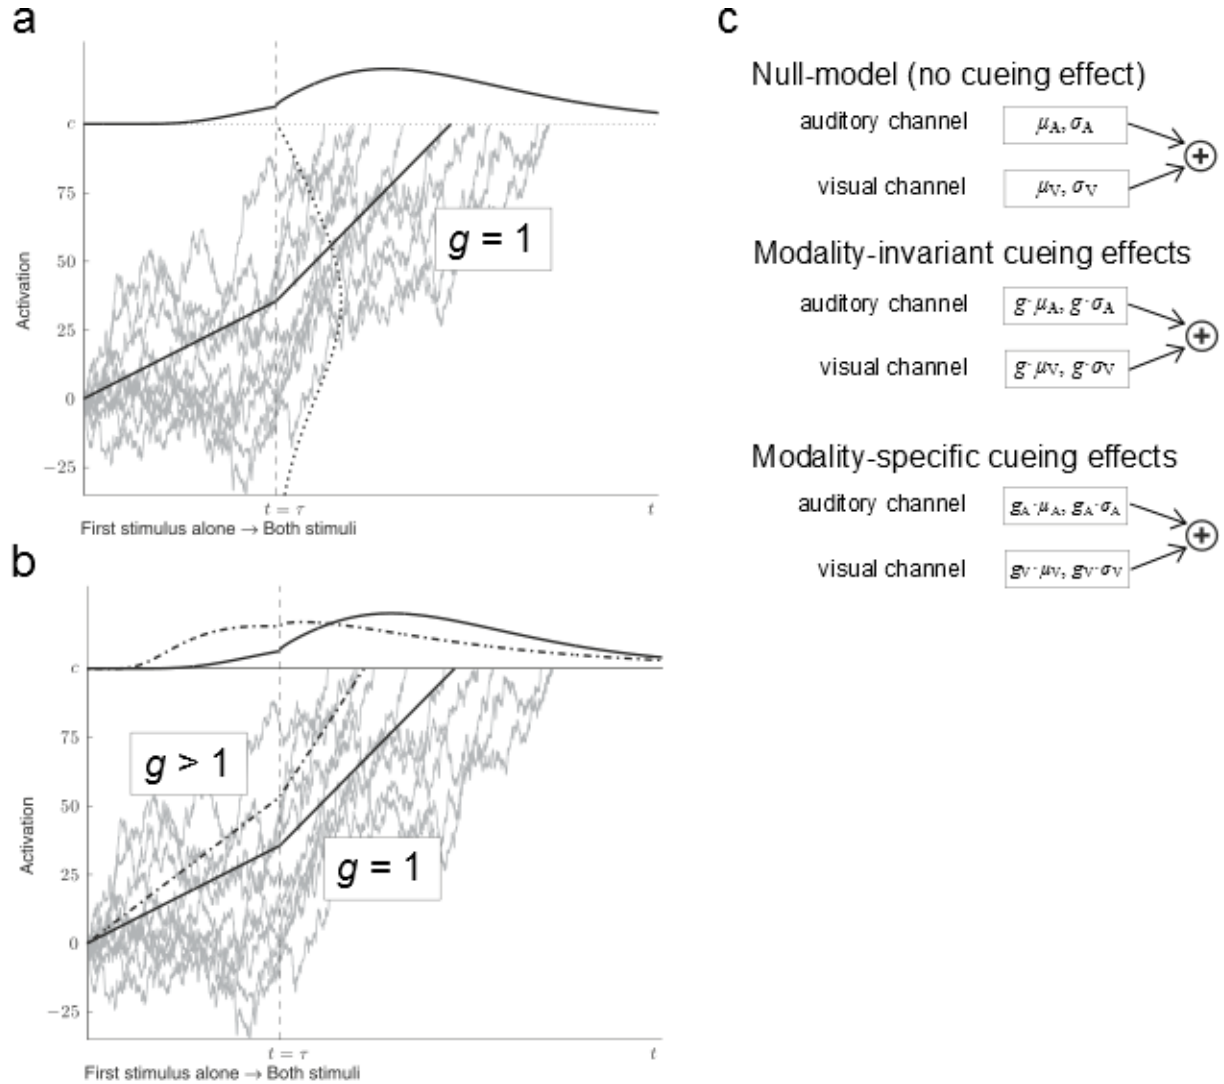 a
c
75
50
25
0
−25
Activation
g = 1
t = τ
t
First stimulus alone → Both stimuli
b
c
75
50
25
0
−25
Activation
g > 1
g = 1
t = τ
t
First stimulus alone → Both stimuli
c
Null-model (no cueing effect)
auditory channel μA, σA
+
visual channel μV, σV
Modality-invariant cueing effects
auditory channel g·μA, g·σA
+
visual channel g·μV, g·σV
Modality-specific cueing effects
auditory channel gA·μA, gA·σA
+
visual channel gV·μV, gV·σV